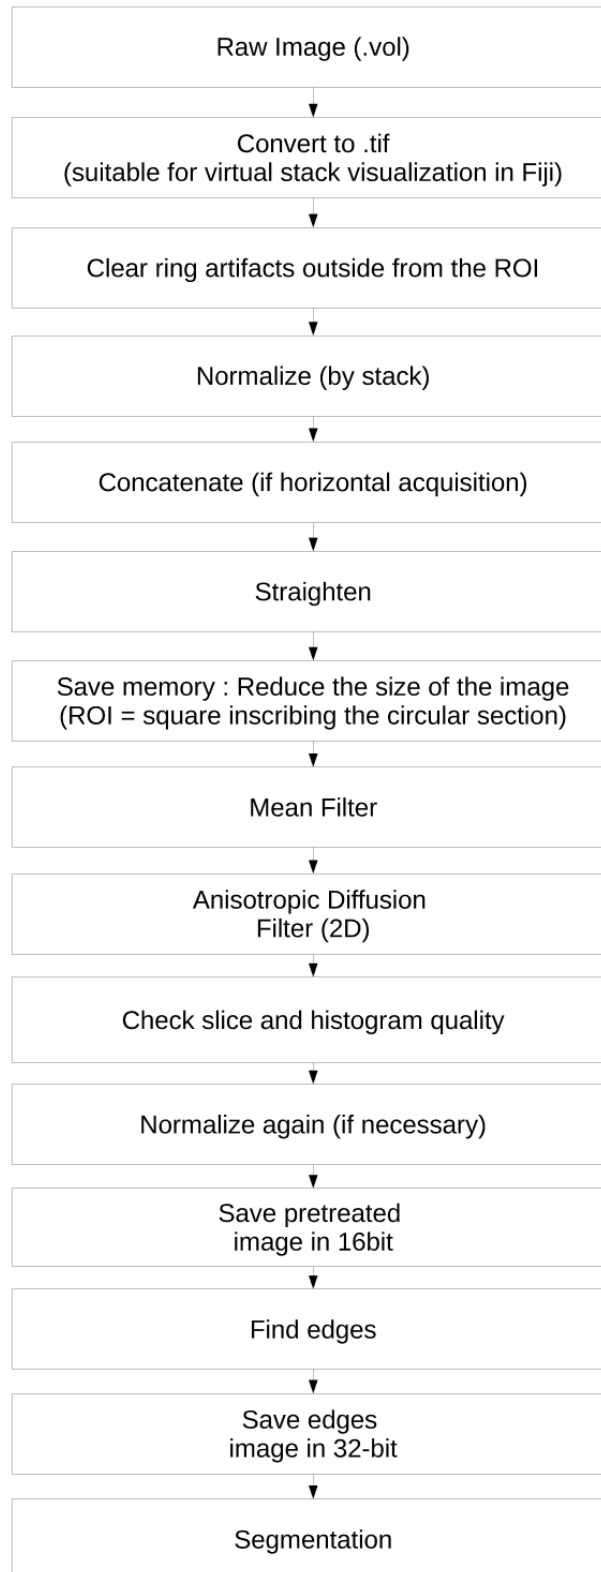 Raw Image (.vol)
Convert to .tif
(suitable for virtual stack visualization in Fiji)
Clear ring artifacts outside from the ROI
Normalize (by stack)
Concatenate (if horizontal acquisition)
Straighten
Save memory : Reduce the size of the image
(ROI = square inscribing the circular section)
Mean Filter
Anisotropic Diffusion
Filter (2D)
Check slice and histogram quality
Normalize again (if necessary)
Save pretreated
image in 16bit
Find edges
Save edges
image in 32-bit
Segmentation